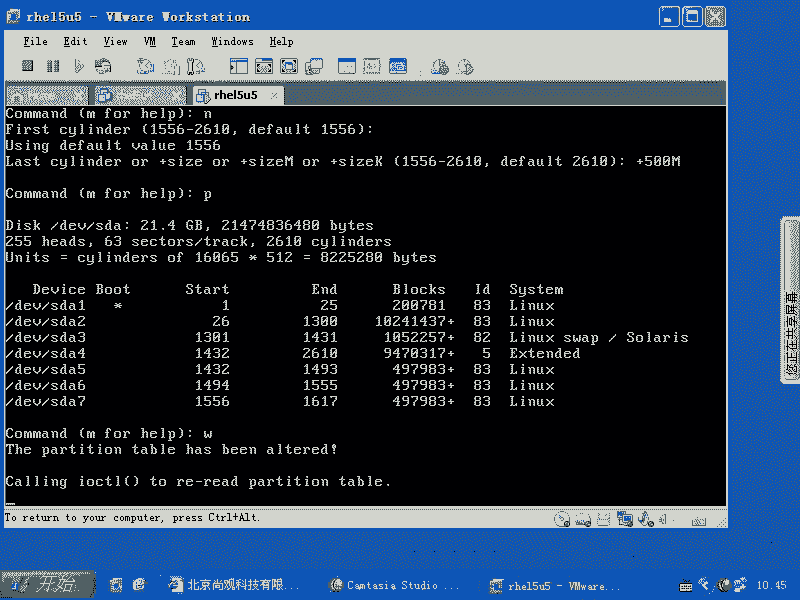 rhel5u5 - VMware Workstation
File Edit View VM Team Windows Help
rhel5u5
Command (m for help): n
First cylinder (1556-2610, default 1556):
Using default value 1556
Last cylinder or +size or +sizeM or +sizeK (1556-2610, default 2610): +500M
Command (m for help): p
Disk /dev/sda: 21.4 GB, 21474836480 bytes
255 heads, 63 sectors/track, 2610 cylinders
Units = cylinders of 16065 * 512 = 8225280 bytes
Device Boot Start End Blocks Id System
/dev/sda1 * 1 25 200781 83 Linux
/dev/sda2 26 1300 10241437+ 83 Linux
/dev/sda3 1301 1431 1052257+ 82 Linux swap / Solaris
/dev/sda4 1432 2610 9470317+ 5 Extended
/dev/sda5 1432 1493 497983+ 83 Linux
/dev/sda6 1494 1555 497983+ 83 Linux
/dev/sda7 1556 1617 497983+ 83 Linux
Command (m for help): w
The partition table has been altered!
Calling ioctl() to re-read partition table.
To return to your computer, press Ctrl+Alt.
您正在共享屏幕
开始
北京尚观科技有限...
Camtasia Studio ...
rhel5u5 - VMware...
10.45